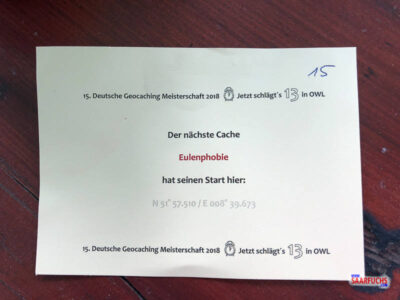 15
15. Deutsche Geocaching Meisterschaft 2018 Jetzt schlägt's 13 in OWL
Der nächste Cache
Eulenphobie
hat seinen Start hier:
N 51° 57.510 / E 008° 39.673
15. Deutsche Geocaching Meisterschaft 2018 Jetzt schlägt's 13 in OWL
SAARFUCHS